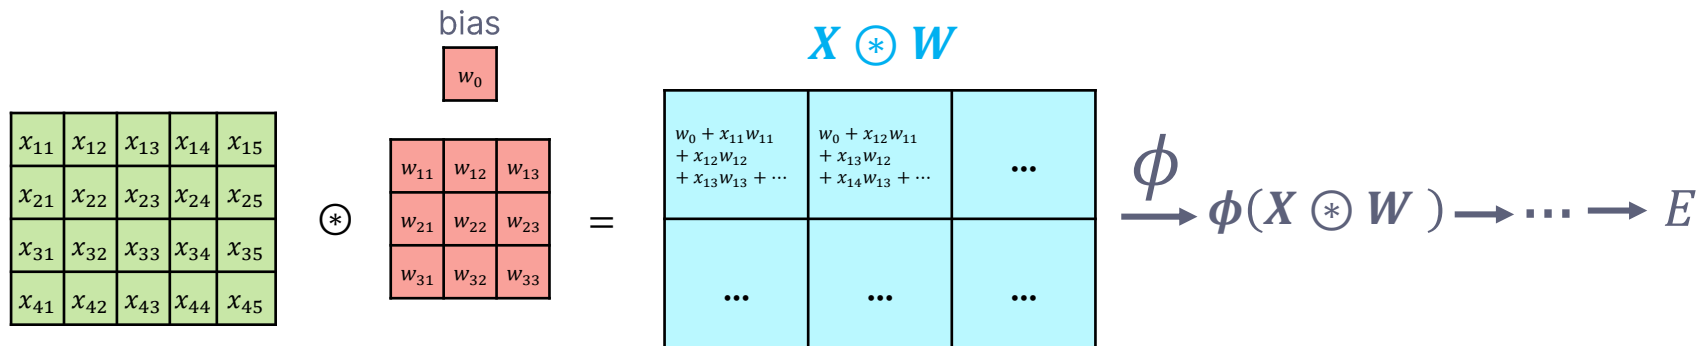 bias
w₀
X ⊛ W
x₁₁ x₁₂ x₁₃ x₁₄ x₁₅
x₂₁ x₂₂ x₂₃ x₂₄ x₂₅
x₃₁ x₃₂ x₃₃ x₃₄ x₃₅
x₄₁ x₄₂ x₄₃ x₄₄ x₄₅
⊛
w₁₁ w₁₂ w₁₃
w₂₁ w₂₂ w₂₃
w₃₁ w₃₂ w₃₃
=
w₀ + x₁₁w₁₁
+ x₁₂w₁₂
+ x₁₃w₁₃ + ⋯
w₀ + x₁₂w₁₁
+ x₁₃w₁₂
+ x₁₄w₁₃ + ⋯
...
... ... ...
ϕ
ϕ(X ⊛ W ) ⟶ ⋯ ⟶ E